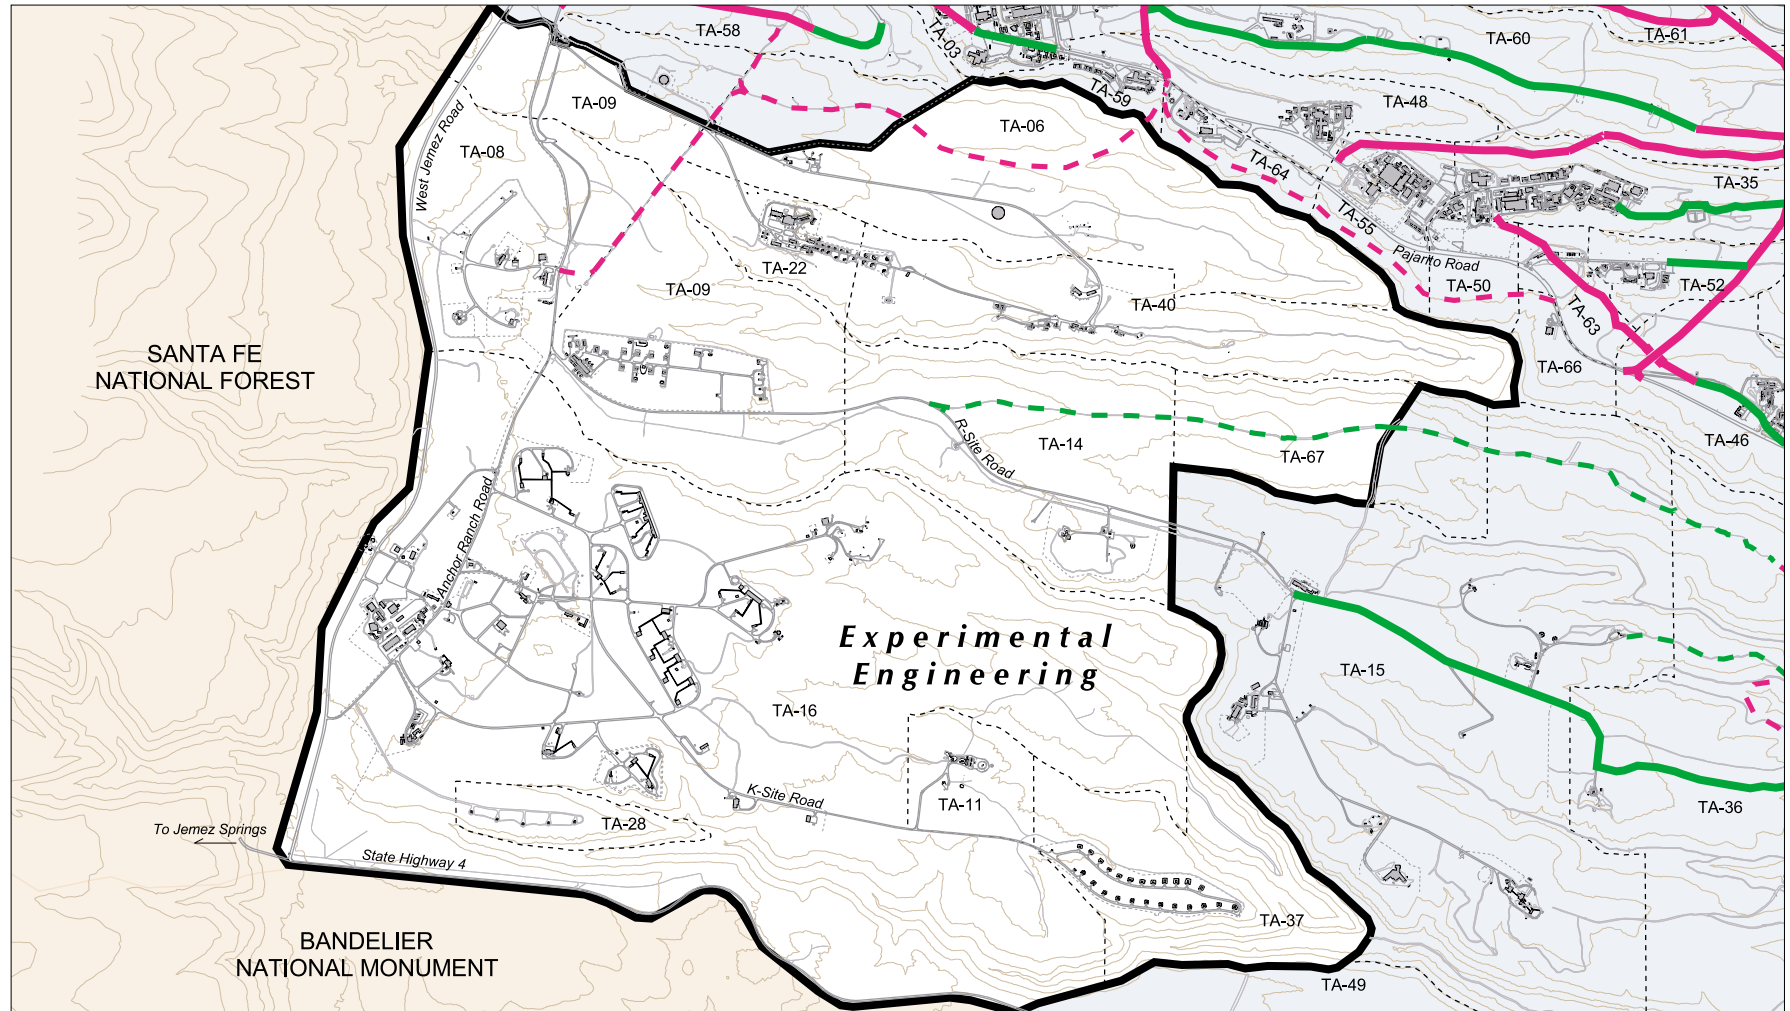 TA-58
TA-03
TA-60
TA-61
TA-59
TA-09
TA-48
TA-06
West Jemez Road
TA-08
TA-64
TA-35
TA-55
Pajarito Road
TA-22
TA-09
TA-50
TA-52
TA-40
TA-63
SANTA FE
NATIONAL FOREST
TA-66
R-Site Road
TA-14
TA-67
TA-46
Anchor Ranch Road
Experimental
Engineering
TA-15
TA-16
K-Site Road
TA-11
TA-36
TA-28
To Jemez Springs
State Highway 4
TA-37
BANDELIER
NATIONAL MONUMENT
TA-49